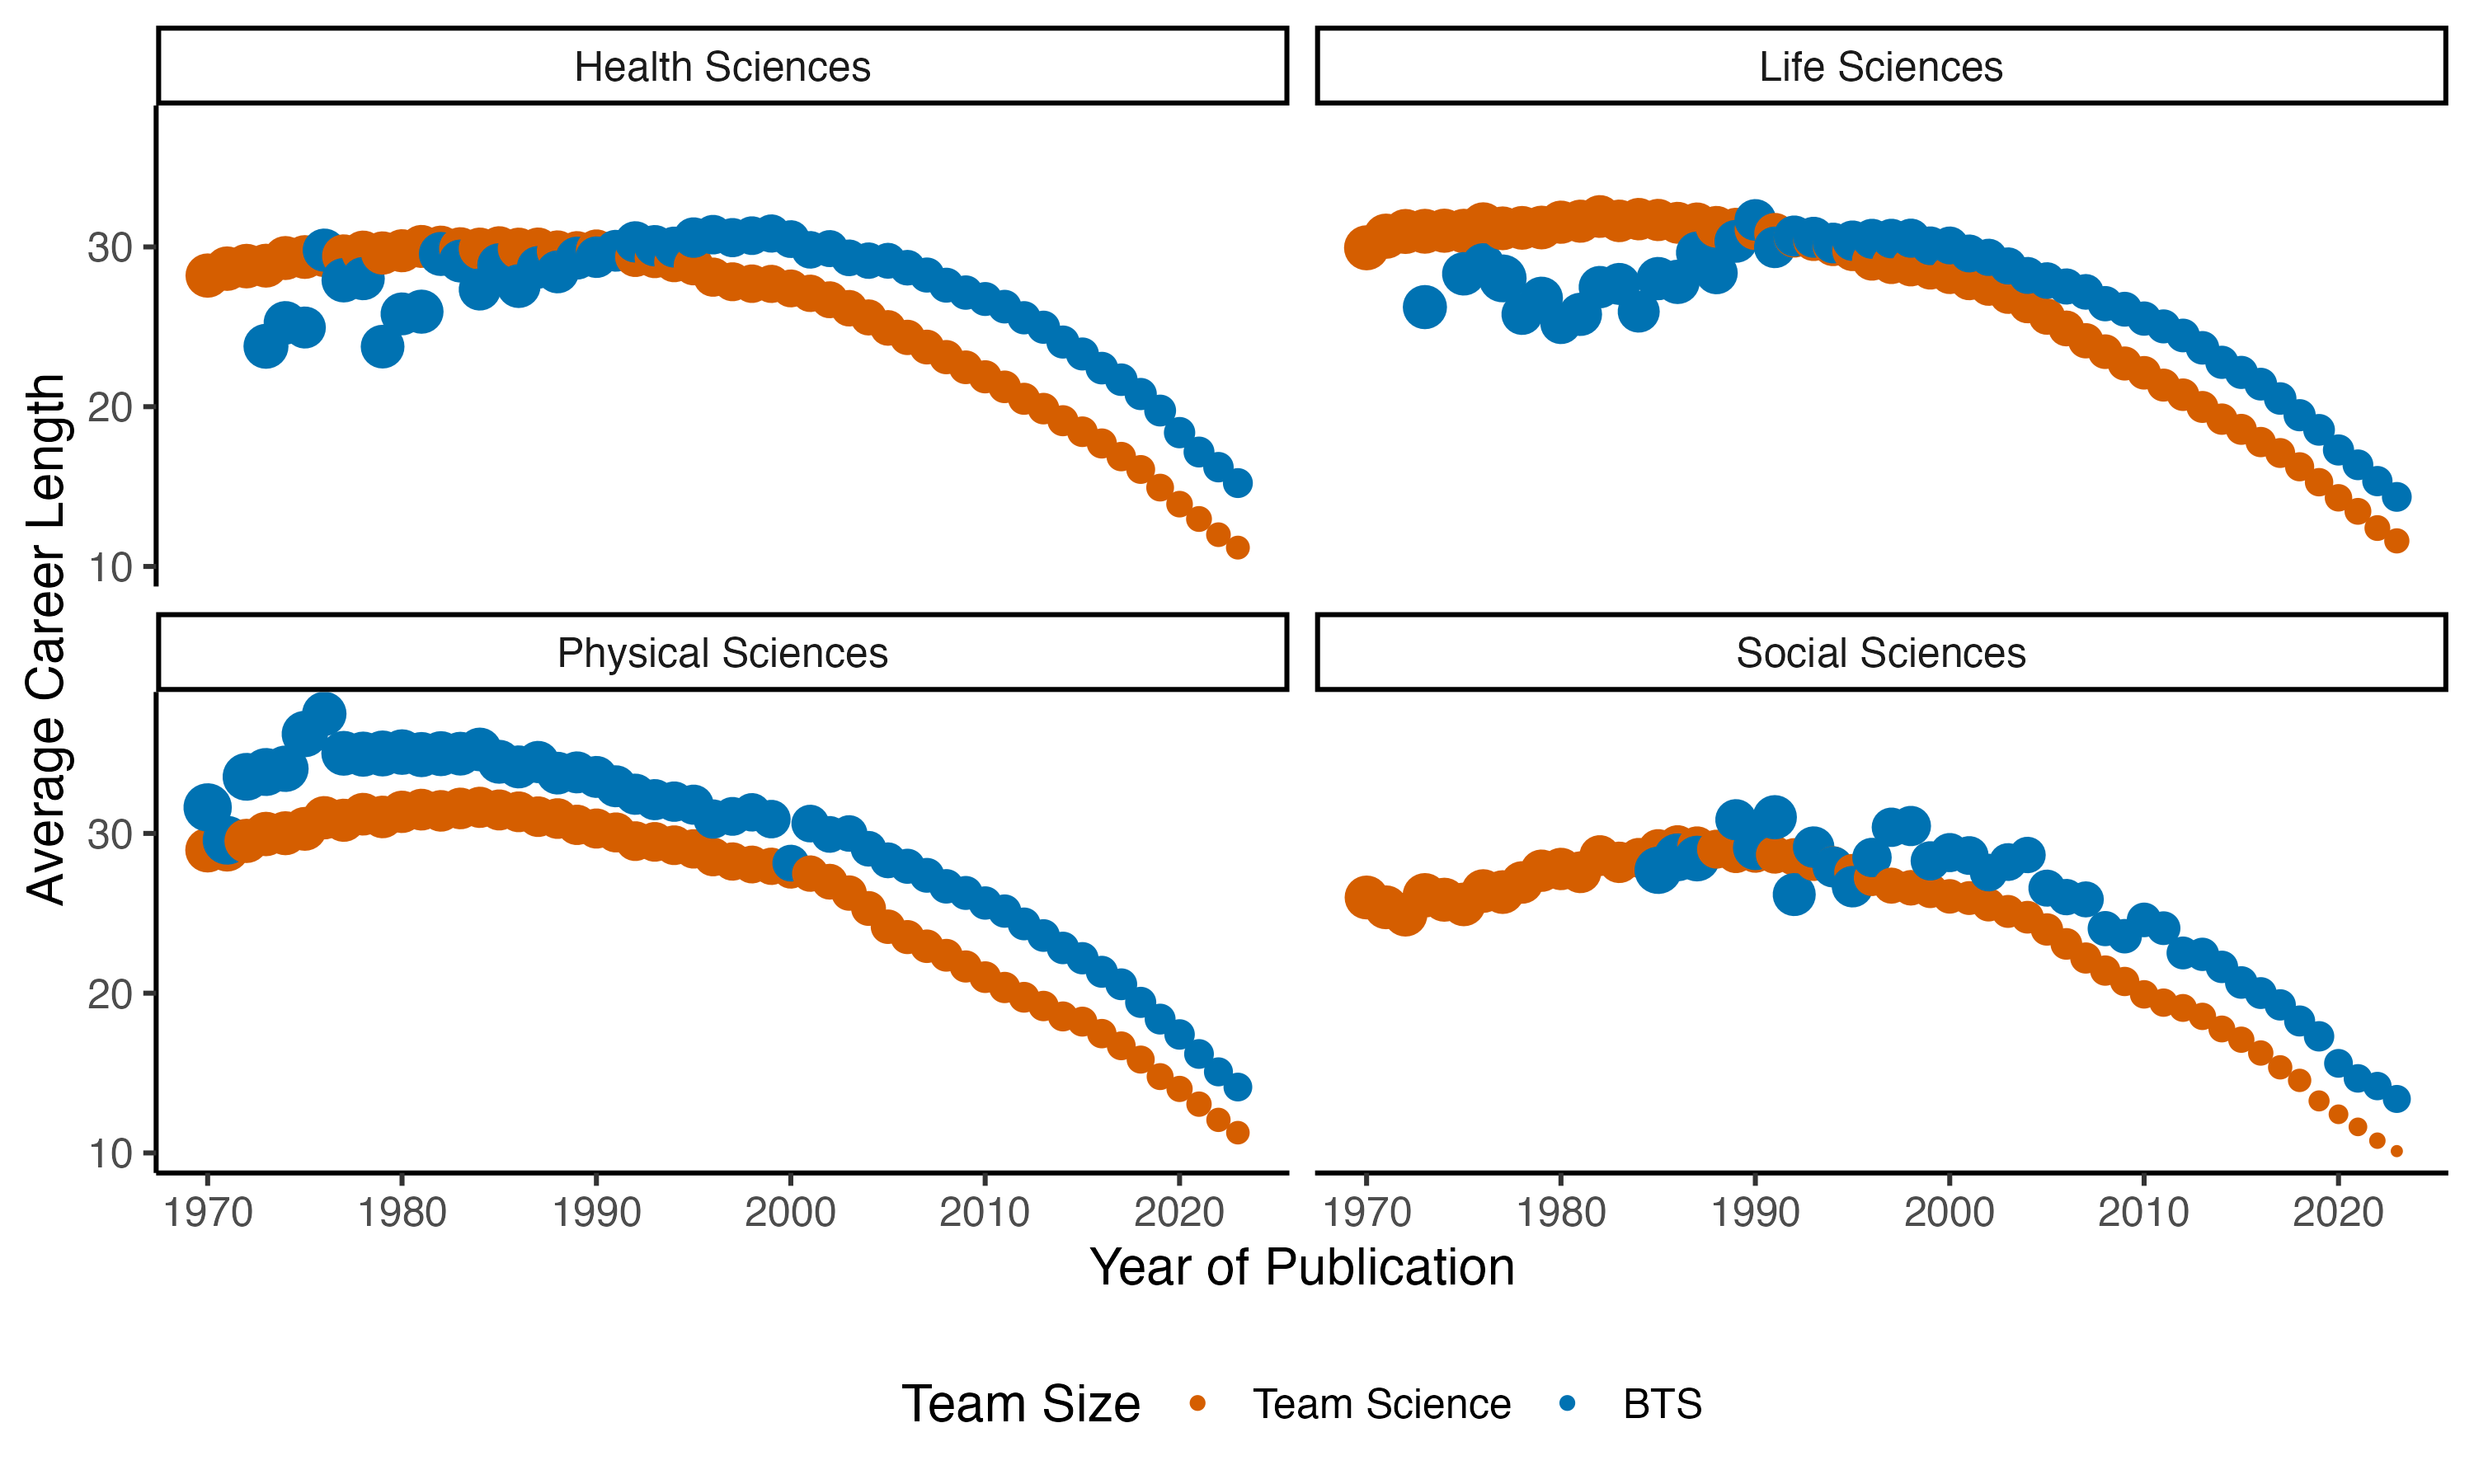 Health Sciences
Life Sciences
30
20
10
Average Career Length
Physical Sciences
Social Sciences
30
20
10
1970 1980 1990 2000 2010 2020 1970 1980 1990 2000 2010 2020
Year of Publication
Team Size Team Science BTS